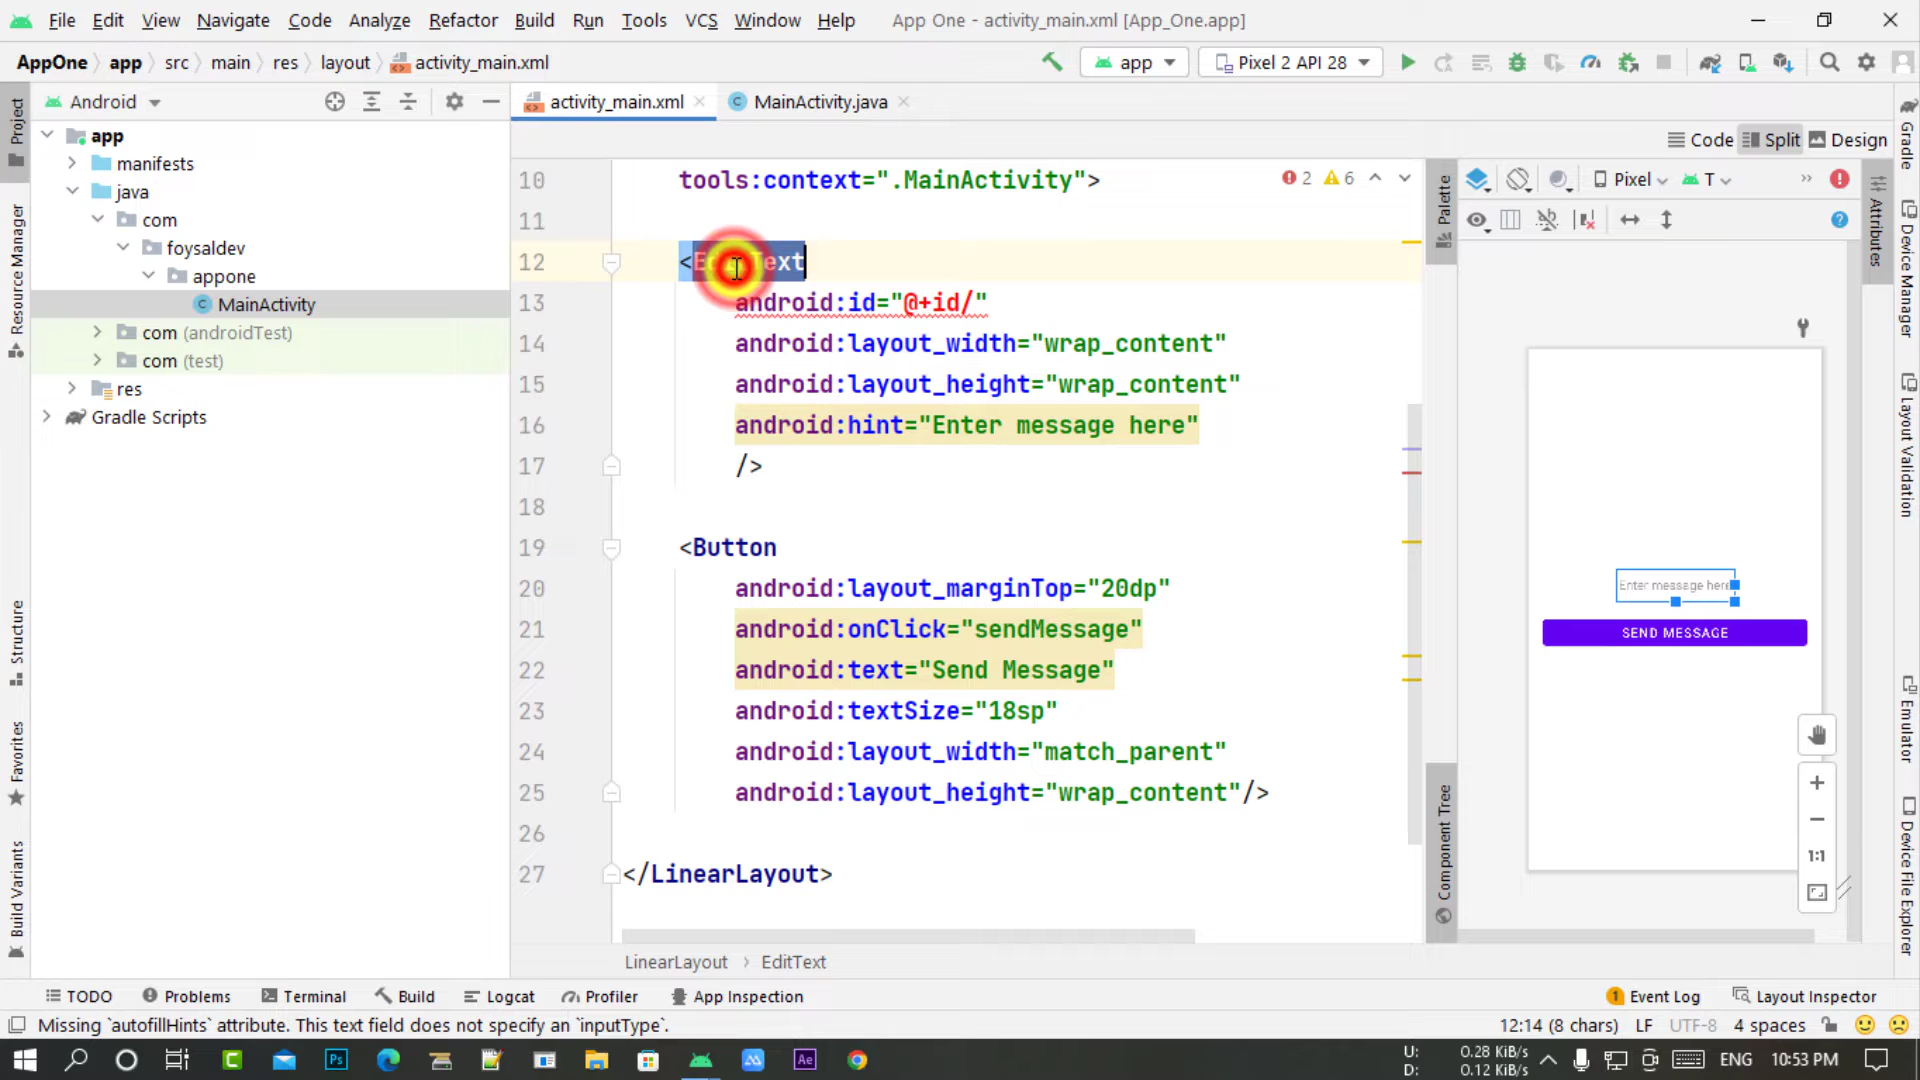 File Edit View Navigate Code Analyze Refactor Build Run Tools VCS Window Help App One - activity_main.xml [App_One.app]
AppOne app src main res layout activity_main.xml app Pixel 2 API 28
Android activity_main.xml MainActivity.java
Code Split Design
app
manifests
java
com
foysaldev
appone
MainActivity
com (androidTest)
com (test)
res
Gradle Scripts
Project
Resource Manager
Structure
Favorites
Build Variants
10 tools:context=".MainActivity"> 2 6
11
12 <EditText
13 android:id="@+id/"
14 android:layout_width="wrap_content"
15 android:layout_height="wrap_content"
16 android:hint="Enter message here"
17 />
18
19 <Button
20 android:layout_marginTop="20dp"
21 android:onClick="sendMessage"
22 android:text="Send Message"
23 android:textSize="18sp"
24 android:layout_width="match_parent"
25 android:layout_height="wrap_content"/>
26
27 </LinearLayout>
LinearLayout EditText
Palette
Component Tree
Pixel T
Enter message here
SEND MESSAGE
1:1
Attributes
Gradle
Device Manager
Layout Validation
Emulator
Device File Explorer
TODO Problems Terminal Build Logcat Profiler App Inspection 1 Event Log Layout Inspector
Missing `autofillHints` attribute. This text field does not specify an `inputType`. 12:14 (8 chars) LF UTF-8 4 spaces
C Ps Ae U: 0.28 KiB/s ENG 10:53 PM
D: 0.12 KiB/s